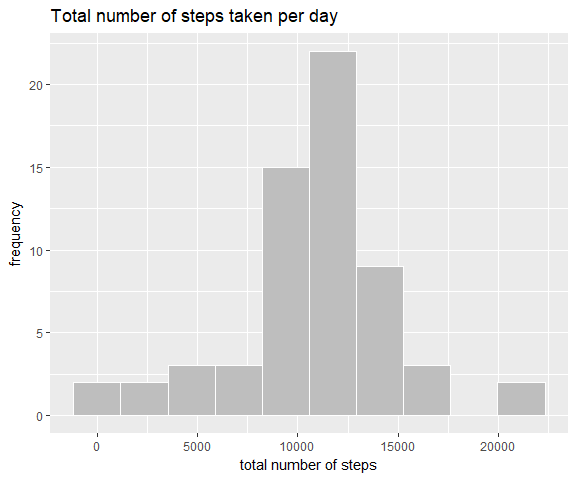 Total number of steps taken per day
frequency
20
15
10
5
0
0 5000 10000 15000 20000
total number of steps